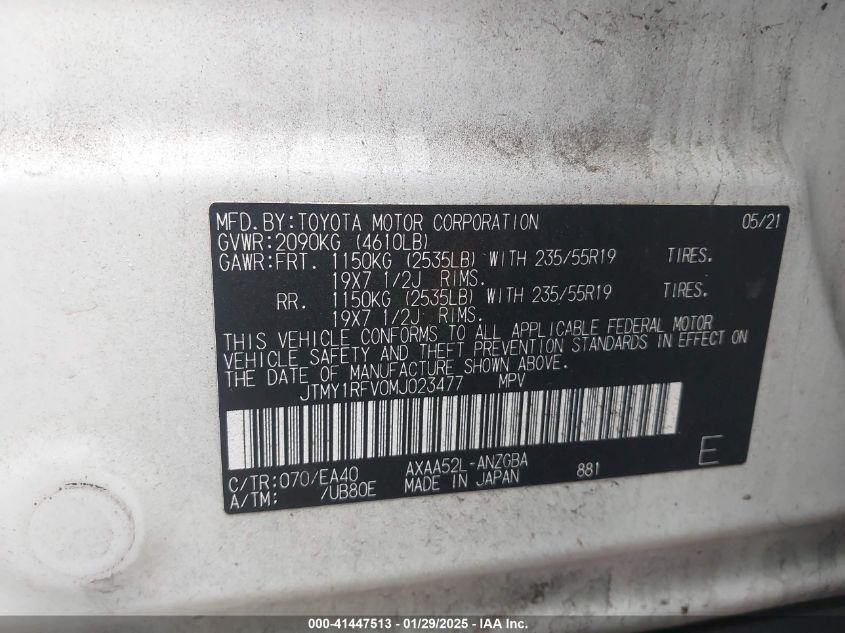 MFD.BY:TOYOTA MOTOR CORPORATION 05/21
GVWR:2090KG (4610LB)
GAWR:FRT. 1150KG (2535LB) WITH 235/55R19 TIRES.
19X7 1/2J RIMS.
RR. 1150KG (2535LB) WITH 235/55R19 TIRES.
19X7 1/2J RIMS.
THIS VEHICLE CONFORMS TO ALL APPLICABLE FEDERAL MOTOR
VEHICLE SAFETY AND THEFT PREVENTION STANDARDS IN EFFECT ON
THE DATE OF MANUFACTURE SHOWN ABOVE.
JTMY1RFV0MJ023477 MPV
C/TR:070/EA40 AXAA52L-ANZGBA 881 E
A/TM: /UB80E MADE IN JAPAN
000-41447513 - 01/29/2025 - IAA Inc.